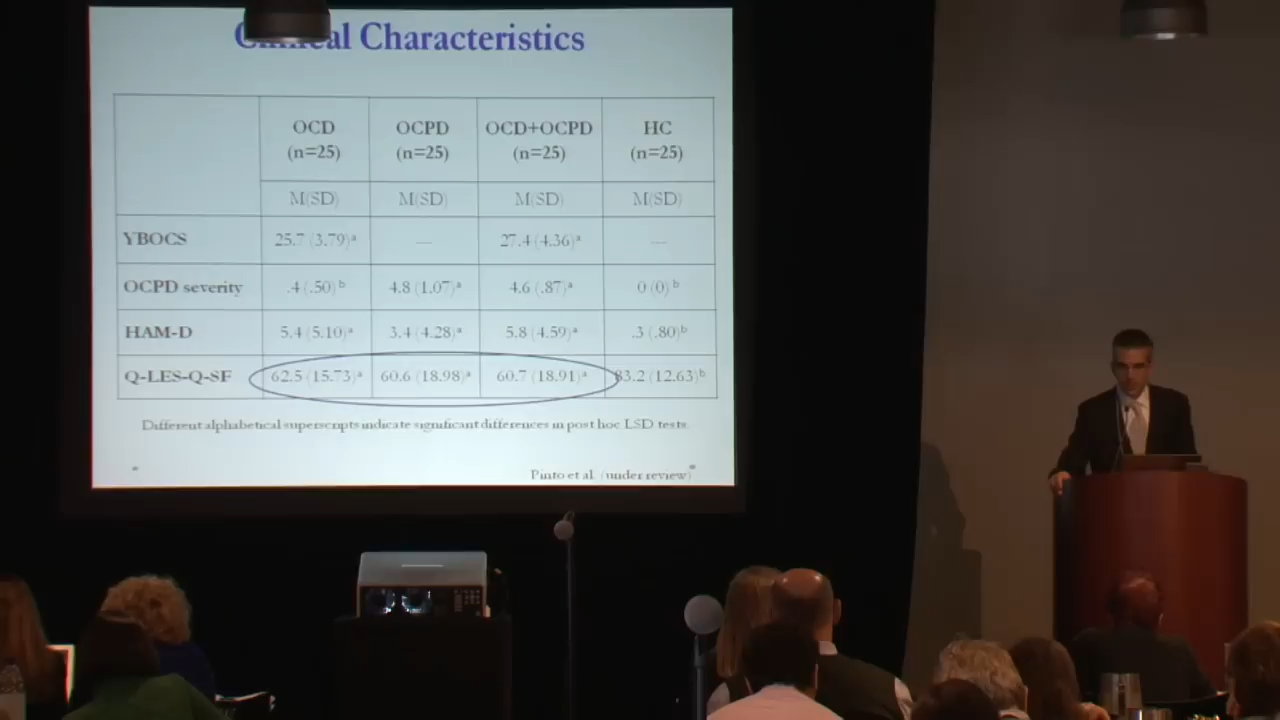 Clinical Characteristics
OCD (n=25) OCPD (n=25) OCD+OCPD (n=25) HC (n=25)
M(SD) M(SD) M(SD) M(SD)
YBOCS 25.7 (3.79)ᵃ — 27.4 (4.36)ᵃ —
OCPD severity .4 (.50)ᵇ 4.8 (1.07)ᵃ 4.6 (.87)ᵃ 0 (0)ᵇ
HAM-D 5.4 (5.10)ᵃ 3.4 (4.28)ᵃ 5.8 (4.59)ᵃ .3 (.80)ᵇ
Q-LES-Q-SF 62.5 (15.73)ᵃ 60.6 (18.98)ᵃ 60.7 (18.91)ᵃ 83.2 (12.63)ᵇ
Different alphabetical superscripts indicate significant differences in post hoc LSD tests.
Pinto et al. (under review)